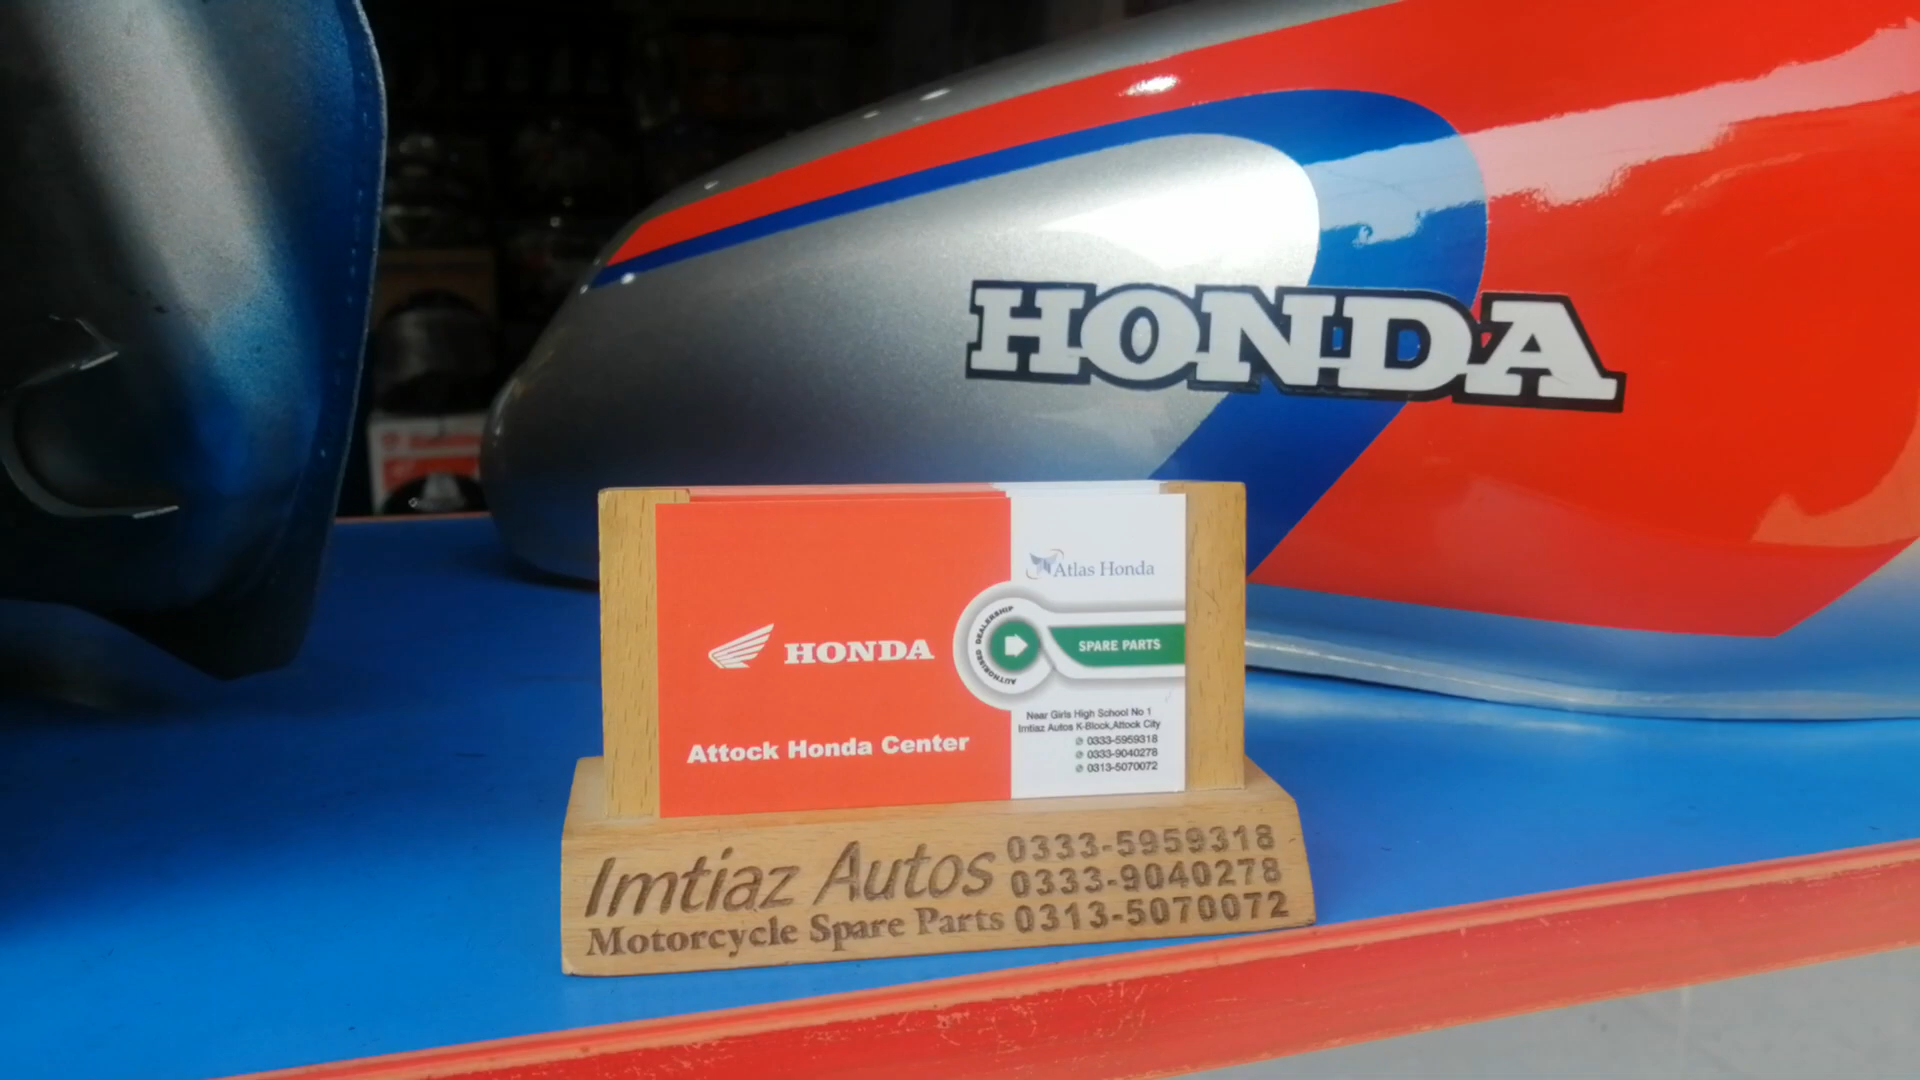 HONDA
Atlas Honda
AUTHORISED DEALERSHIP
SPARE PARTS
HONDA
Near Girls High School No 1
Imtiaz Autos K-Block,Attock City
0333-5959318
0333-9040278
0313-5070072
Attock Honda Center
Imtiaz Autos
Motorcycle Spare Parts
0333-5959318
0333-9040278
0313-5070072